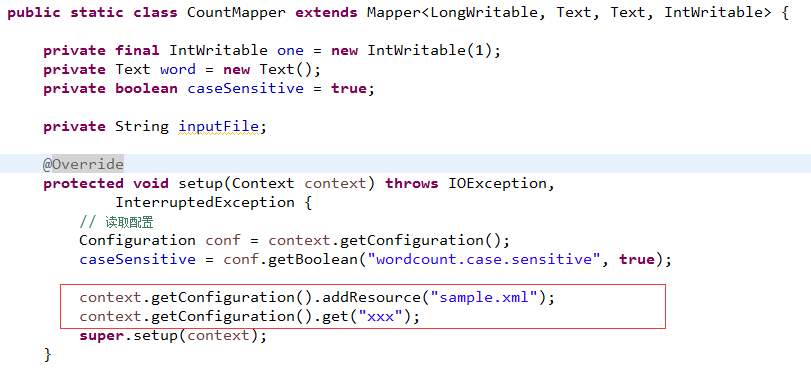 public static class CountMapper extends Mapper<LongWritable, Text, Text, IntWritable> {
private final IntWritable one = new IntWritable(1);
private Text word = new Text();
private boolean caseSensitive = true;
private String inputFile;
@Override
protected void setup(Context context) throws IOException,
InterruptedException {
// 读取配置
Configuration conf = context.getConfiguration();
caseSensitive = conf.getBoolean("wordcount.case.sensitive", true);
context.getConfiguration().addResource("sample.xml");
context.getConfiguration().get("xxx");
super.setup(context);
}